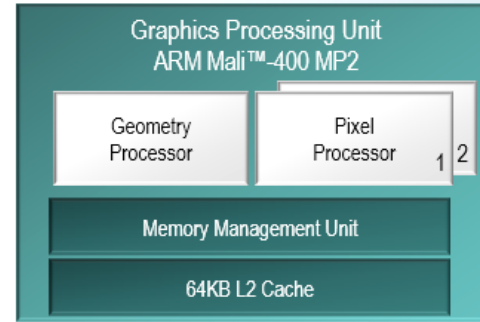 Graphics Processing Unit
ARM Mali™-400 MP2
Geometry
Processor
Pixel
Processor
1
2
Memory Management Unit
64KB L2 Cache